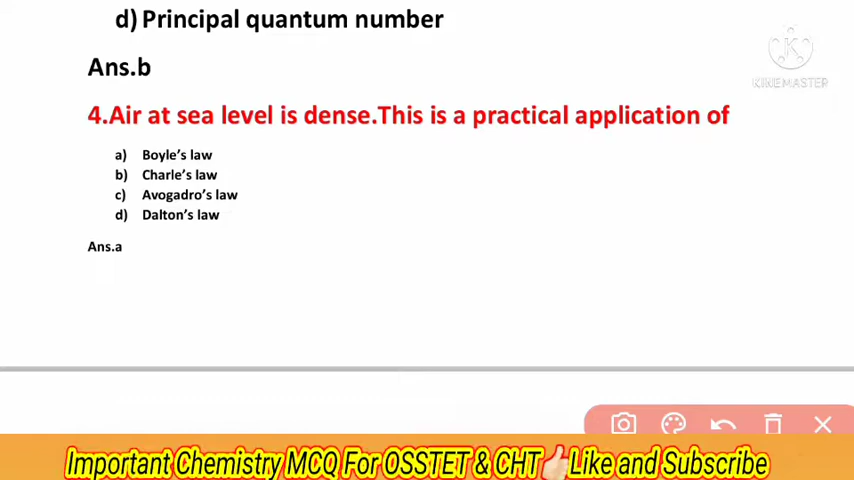 d) Principal quantum number
Ans.b
KINEMASTER
4.Air at sea level is dense.This is a practical application of
a) Boyle's law
b) Charle's law
c) Avogadro's law
d) Dalton's law
Ans.a
Important Chemistry MCQ For OSSTET & CHT👍Like and Subscribe